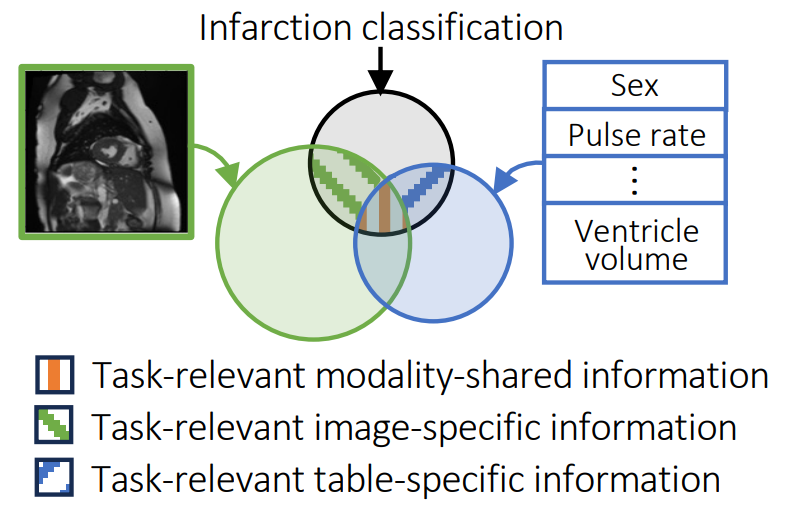 Infarction classification
Sex
Pulse rate
⋮
Ventricle
volume
Task-relevant modality-shared information
Task-relevant image-specific information
Task-relevant table-specific information